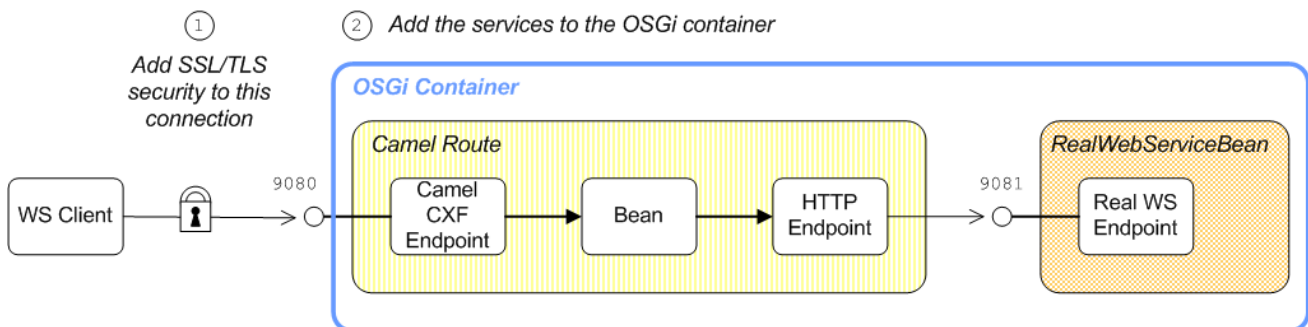 1
Add SSL/TLS
security to this
connection
2 Add the services to the OSGi container
OSGi Container
Camel Route
RealWebServiceBean
WS Client
9080
Camel
CXF
Endpoint
Bean
HTTP
Endpoint
9081
Real WS
Endpoint